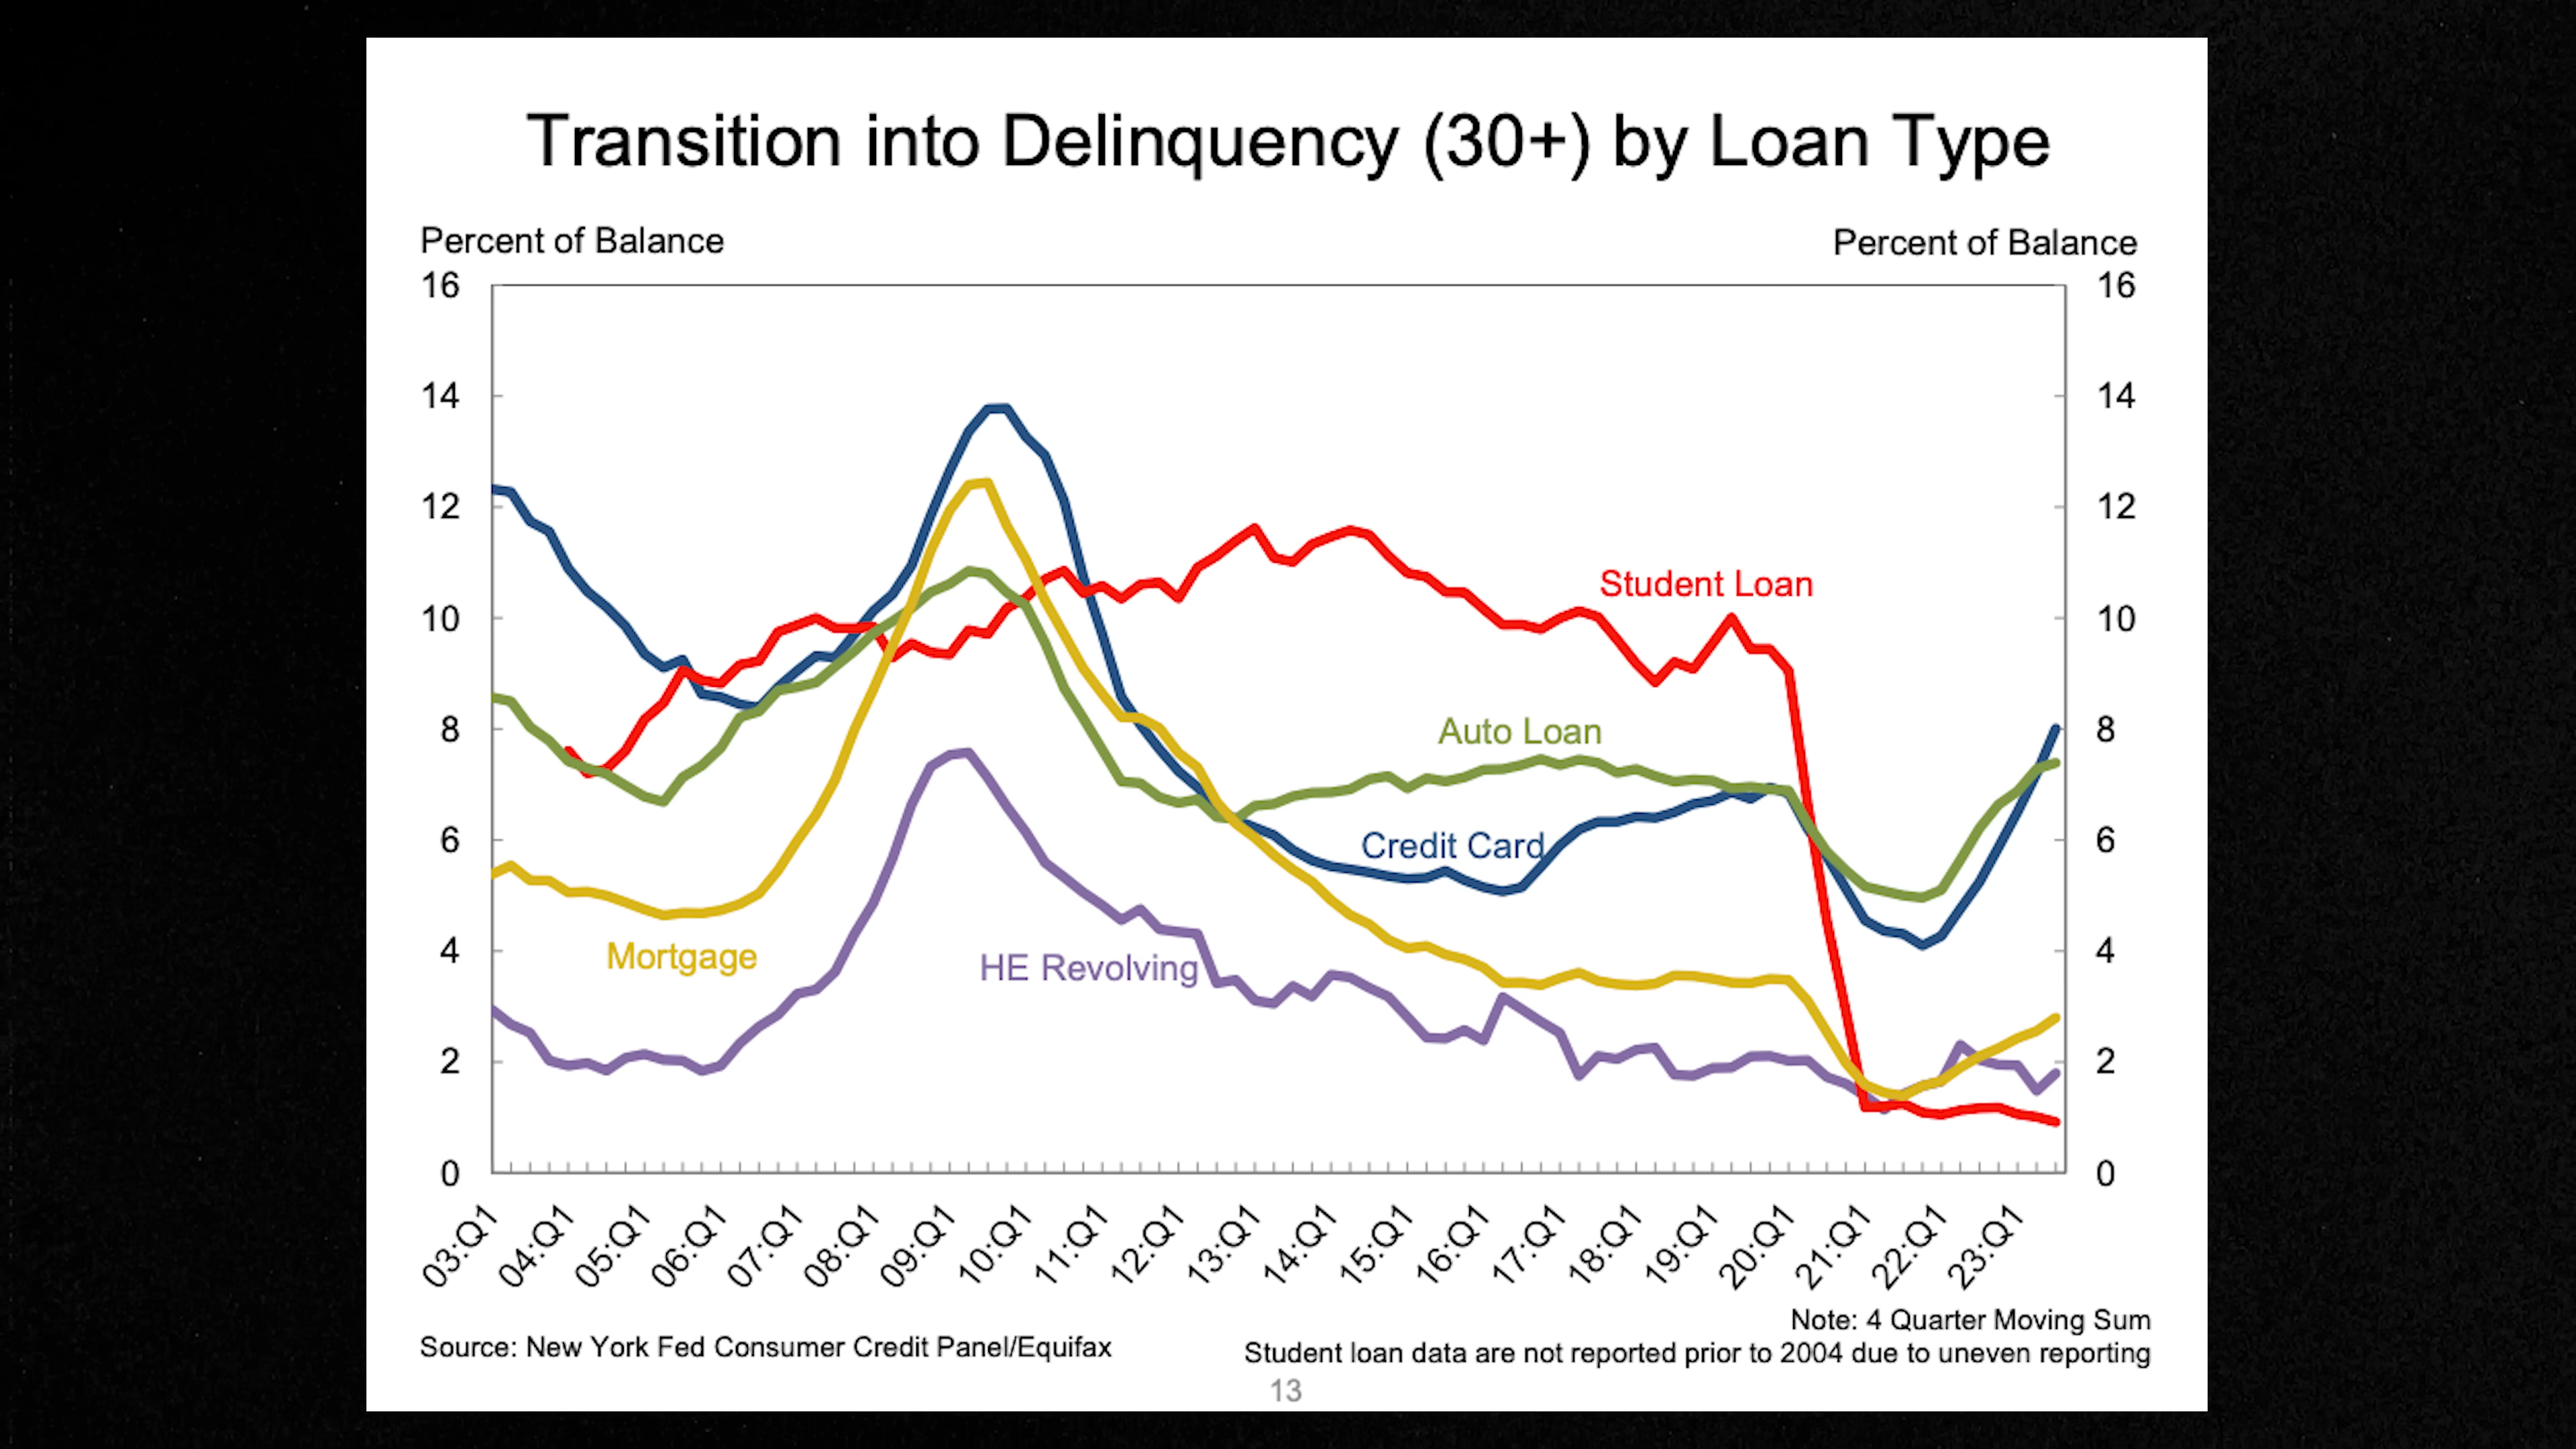 Transition into Delinquency (30+) by Loan Type
Percent of Balance
Percent of Balance
16
16
14
14
12
12
Student Loan
10
10
Auto Loan
8
8
Credit Card
6
6
Mortgage
HE Revolving
4
4
2
2
0
0
03:Q1
04:Q1
05:Q1
06:Q1
07:Q1
08:Q1
09:Q1
10:Q1
11:Q1
12:Q1
13:Q1
14:Q1
15:Q1
16:Q1
17:Q1
18:Q1
19:Q1
20:Q1
21:Q1
22:Q1
23:Q1
Note: 4 Quarter Moving Sum
Source: New York Fed Consumer Credit Panel/Equifax
Student loan data are not reported prior to 2004 due to uneven reporting
13